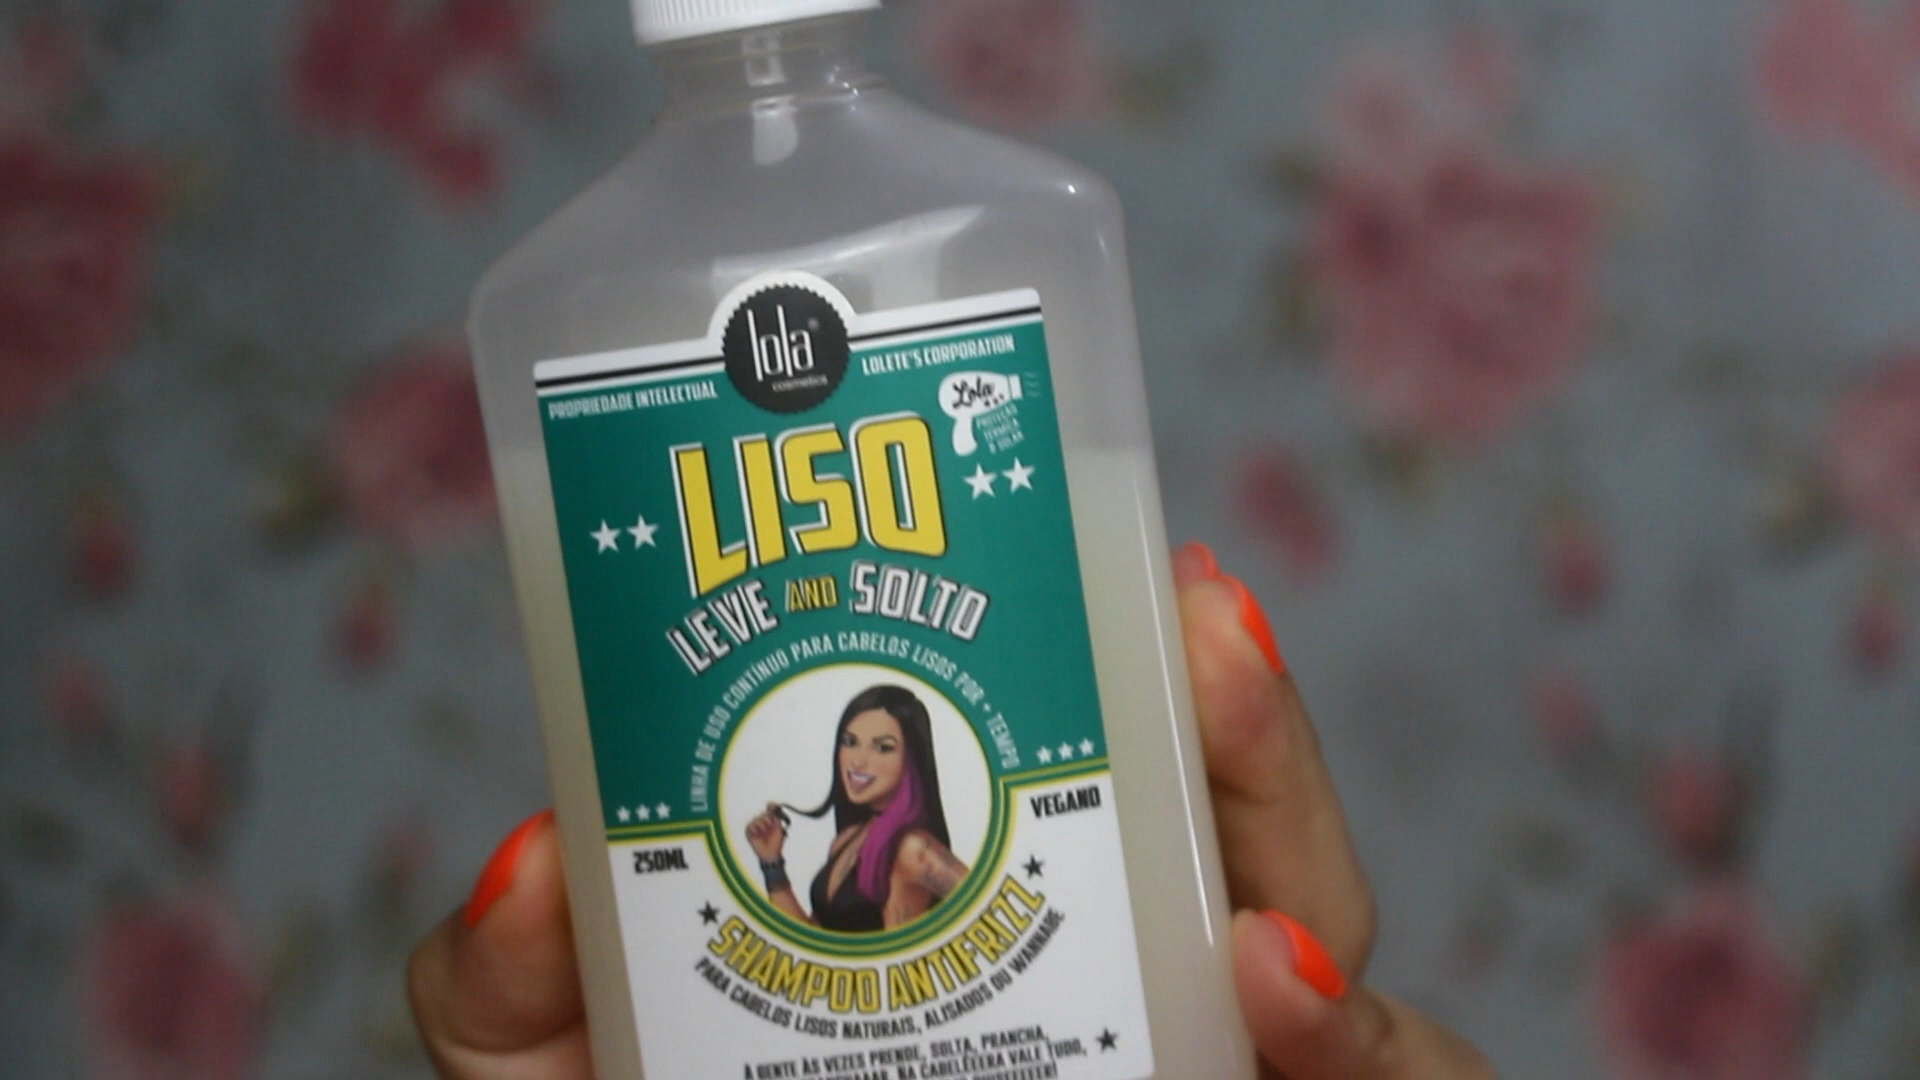 lola®
cosmetics
PROPRIEDADE INTELECTUAL
LOLETE'S CORPORATION
Lola
PROTEÇÃO
TÉRMICA
E SOLAR
LISO
LEVE AND SOLTO
LINHA DE USO CONTÍNUO PARA CABELOS LISOS POR + TEMPO
250ML
VEGANO
SHAMPOO ANTIFRIZZ
PARA CABELOS LISOS NATURAIS, ALISADOS OU WANNABE
A GENTE ÀS VEZES PRENDE, SOLTA, PRANCHA,
NA CABELÊEERA VALE TUDO,